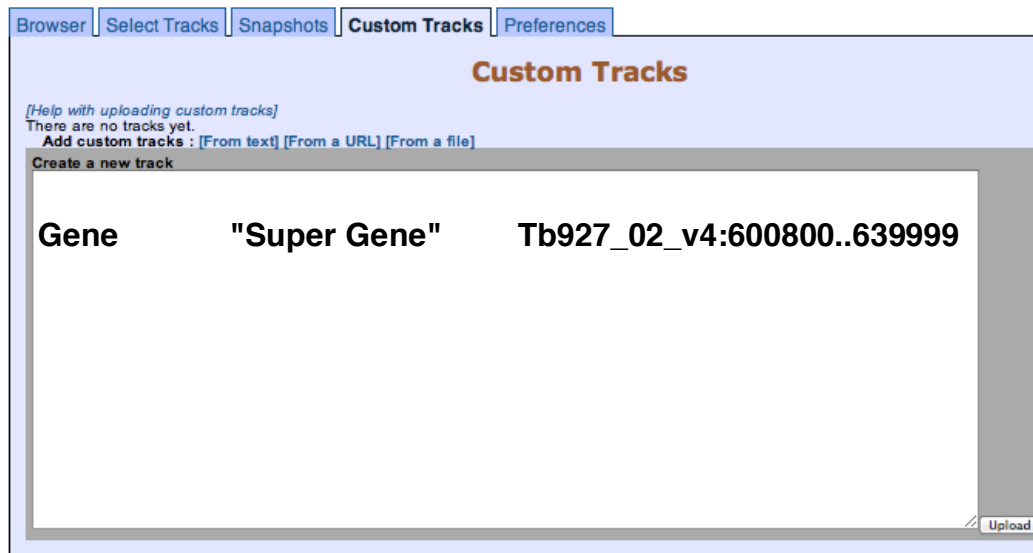 Browser Select Tracks Snapshots Custom Tracks Preferences
Custom Tracks
[Help with uploading custom tracks]
There are no tracks yet.
Add custom tracks : [From text] [From a URL] [From a file]
Create a new track
Gene "Super Gene" Tb927_02_v4:600800..639999
Upload